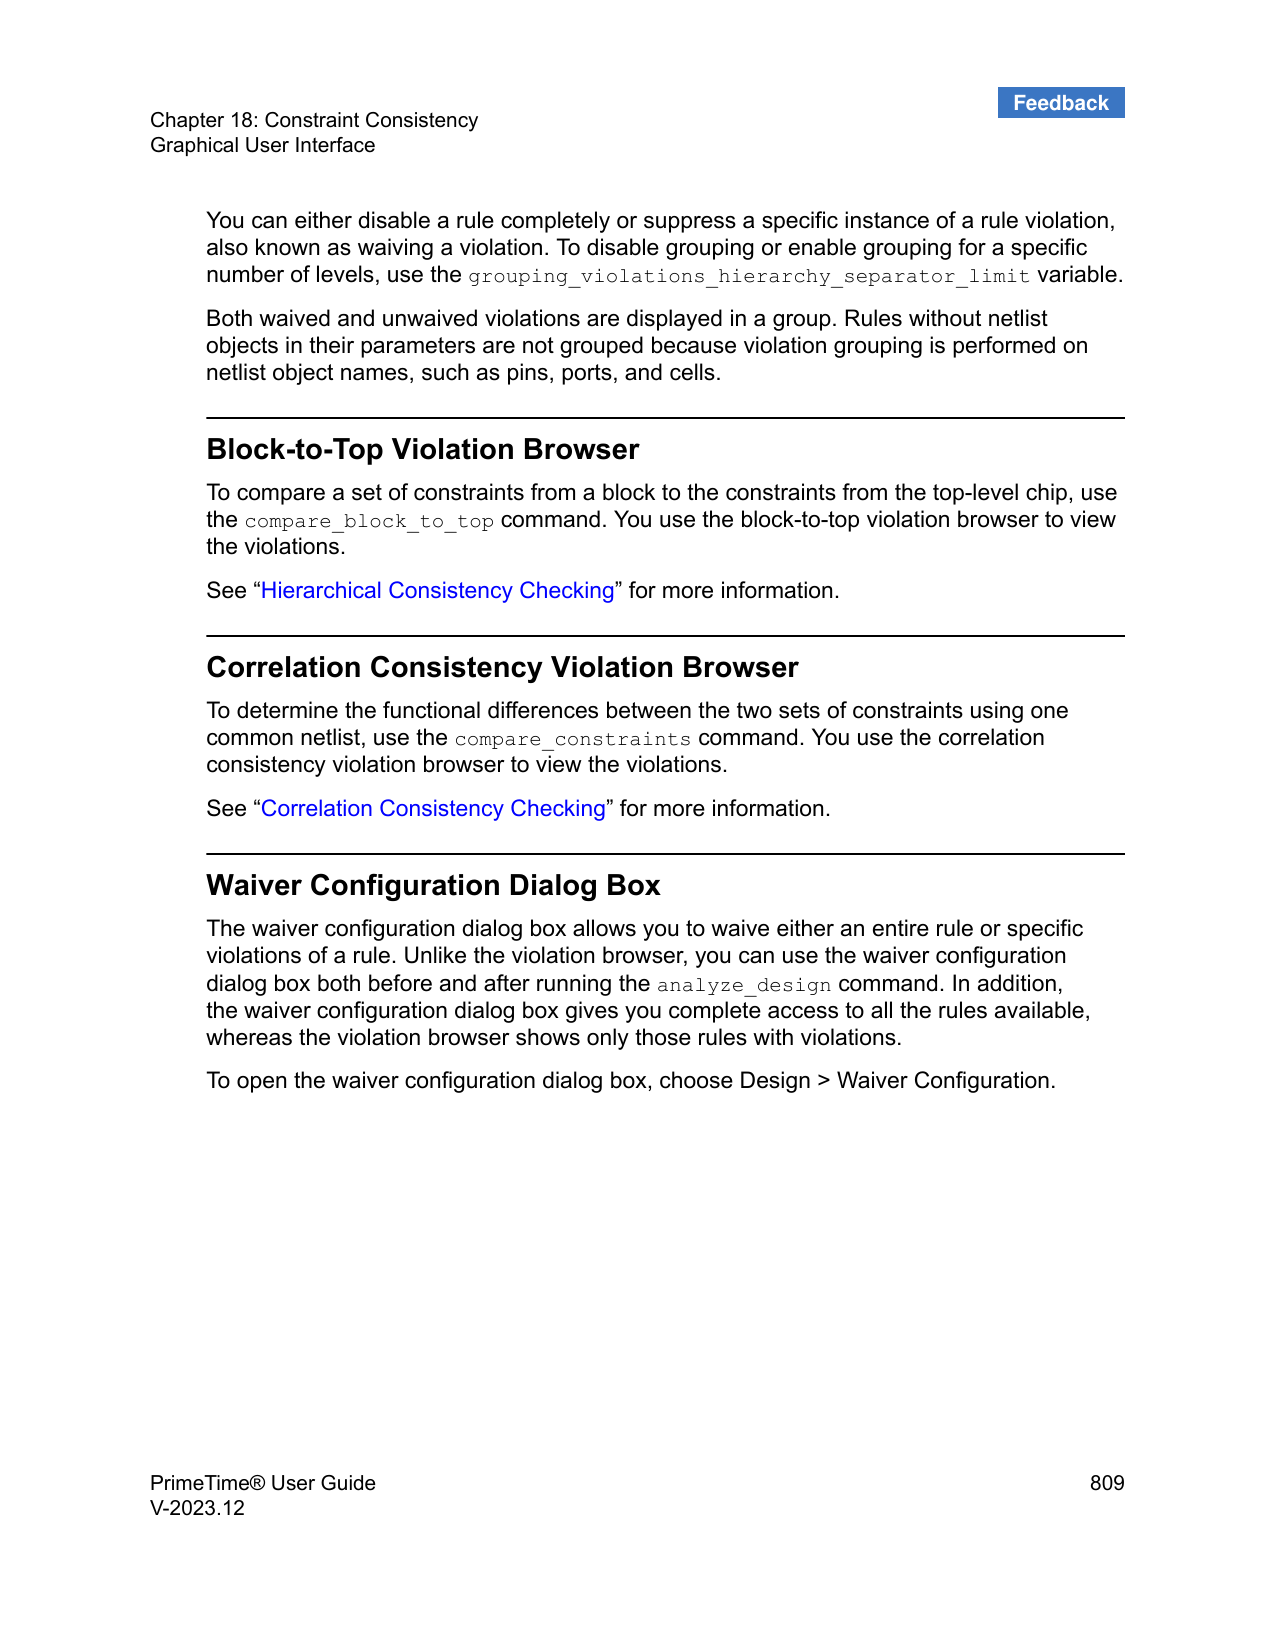 Feedback
Chapter 18: Constraint Consistency
Graphical User Interface
You can either disable a rule completely or suppress a specific instance of a rule violation,
also known as waiving a violation. To disable grouping or enable grouping for a specific
number of levels, use the grouping_violations_hierarchy_separator_limit variable.
Both waived and unwaived violations are displayed in a group. Rules without netlist
objects in their parameters are not grouped because violation grouping is performed on
netlist object names, such as pins, ports, and cells.
Block-to-Top Violation Browser
To compare a set of constraints from a block to the constraints from the top-level chip, use
the compare_block_to_top command. You use the block-to-top violation browser to view
the violations.
See “Hierarchical Consistency Checking” for more information.
Correlation Consistency Violation Browser
To determine the functional differences between the two sets of constraints using one
common netlist, use the compare_constraints command. You use the correlation
consistency violation browser to view the violations.
See “Correlation Consistency Checking” for more information.
Waiver Configuration Dialog Box
The waiver configuration dialog box allows you to waive either an entire rule or specific
violations of a rule. Unlike the violation browser, you can use the waiver configuration
dialog box both before and after running the analyze_design command. In addition,
the waiver configuration dialog box gives you complete access to all the rules available,
whereas the violation browser shows only those rules with violations.
To open the waiver configuration dialog box, choose Design > Waiver Configuration.
PrimeTime® User Guide
V-2023.12
809